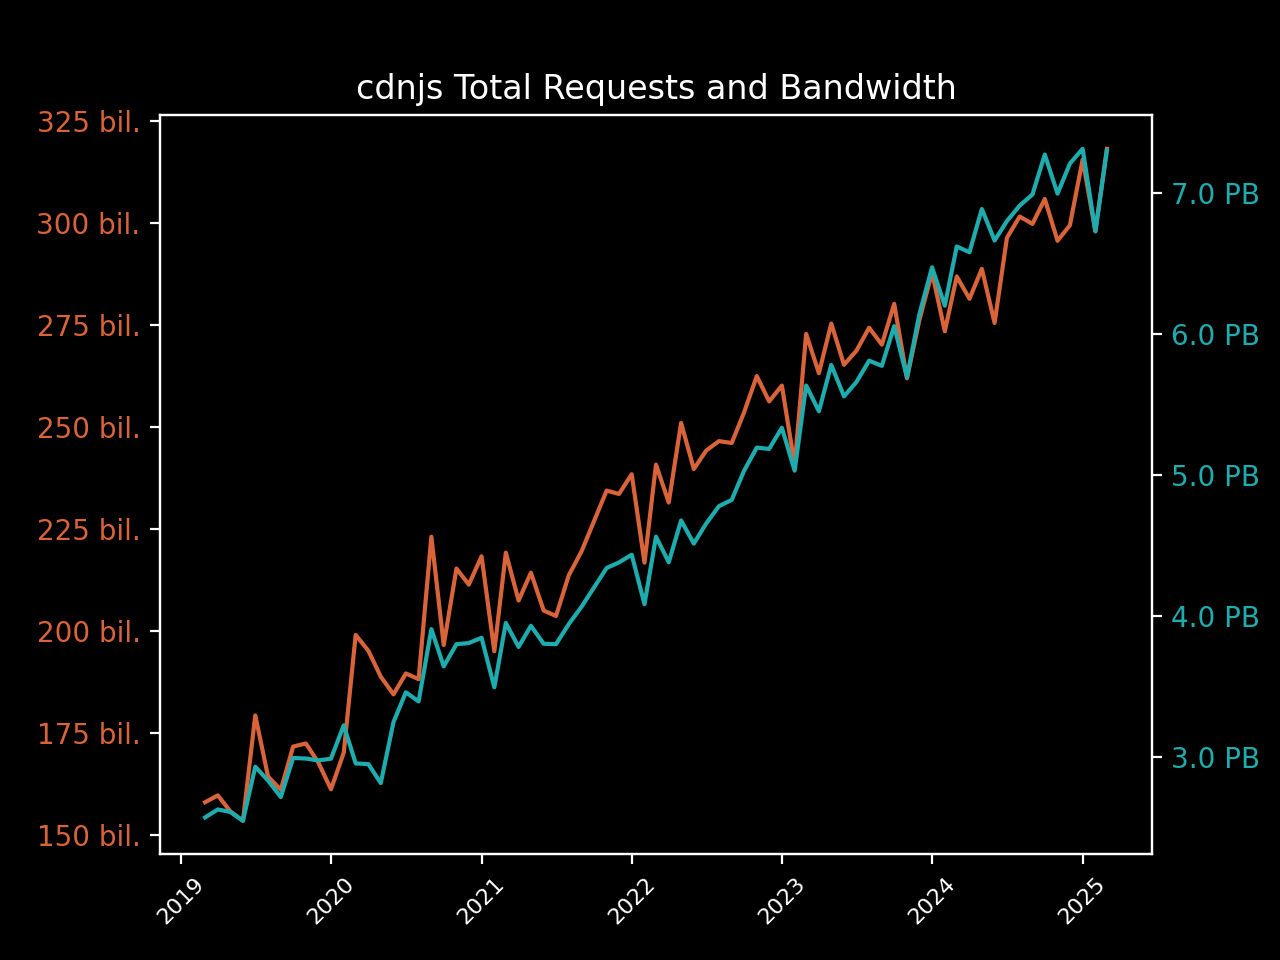 cdnjs Total Requests and Bandwidth
325 bil.
300 bil.
275 bil.
250 bil.
225 bil.
200 bil.
175 bil.
150 bil.
7.0 PB
6.0 PB
5.0 PB
4.0 PB
3.0 PB
2019
2020
2021
2022
2023
2024
2025